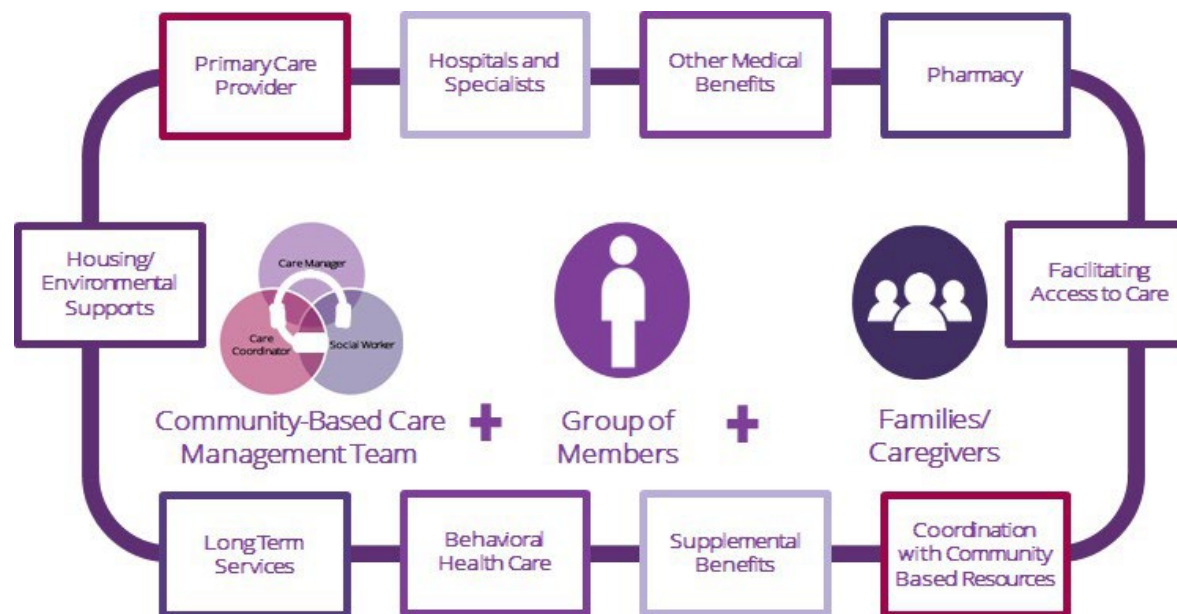 Primary Care
Provider
Hospitals and
Specialists
Other Medical
Benefits
Pharmacy
Housing/
Environmental
Supports
Care Manager
Care
Coordinator
Social Worker
Facilitating
Access to Care
Community-Based Care
Management Team
+
Group of
Members
+
Families/
Caregivers
Long Term
Services
Behavioral
Health Care
Supplemental
Benefits
Coordination
with Community
Based Resources